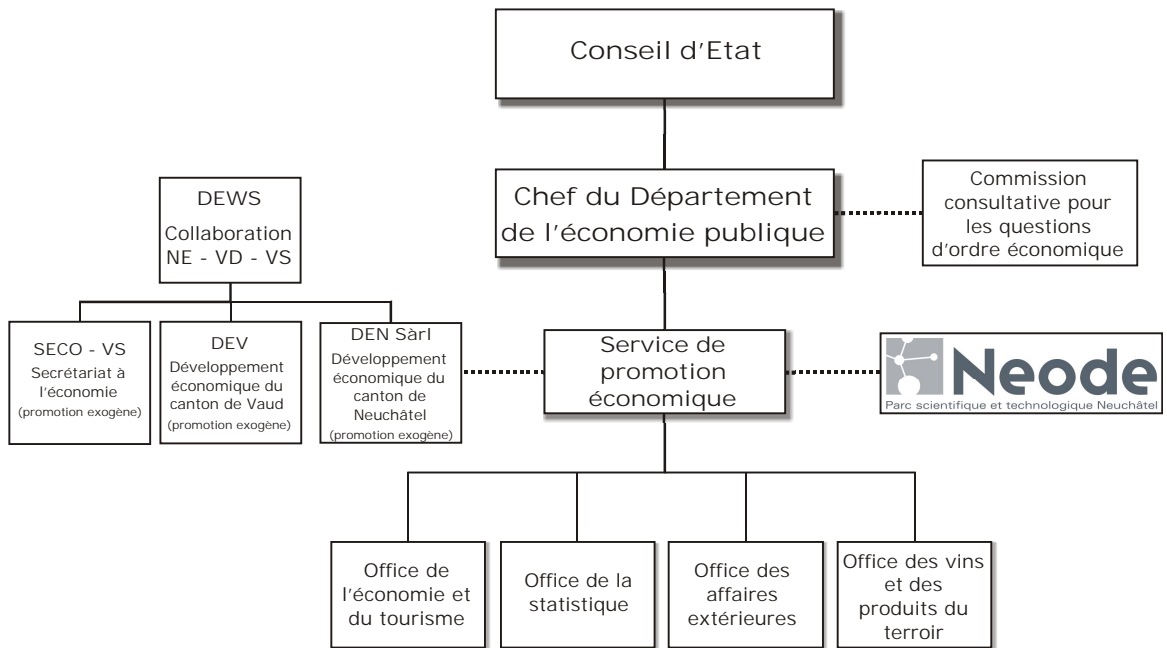 Conseil d'Etat
Chef du Département
de l'économie publique
Commission
consultative pour
les questions
d'ordre économique
DEWS
Collaboration
NE - VD - VS
SECO - VS
Secrétariat à
l'économie
(promotion exogène)
DEV
Développement
économique du
canton de Vaud
(promotion exogène)
DEN Sàrl
Développement
économique du
canton de
Neuchâtel
(promotion exogène)
Service de
promotion
économique
Neode
Parc scientifique et technologique Neuchâtel
Office de
l'économie et
du tourisme
Office de la
statistique
Office des
affaires
extérieures
Office des vins
et des
produits du
terroir